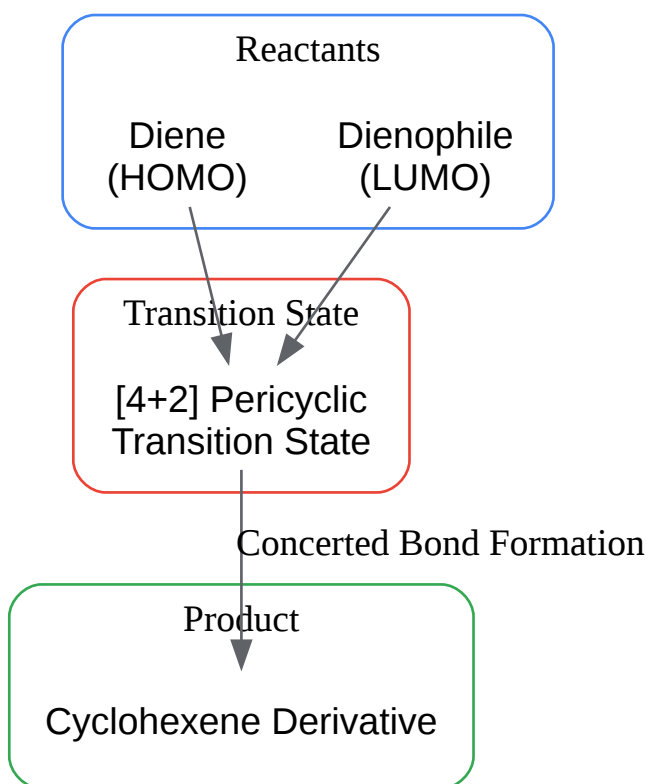 Reactants
Diene
(HOMO)
Dienophile
(LUMO)
Transition State
[4+2] Pericyclic
Transition State
Concerted Bond Formation
Product
Cyclohexene Derivative